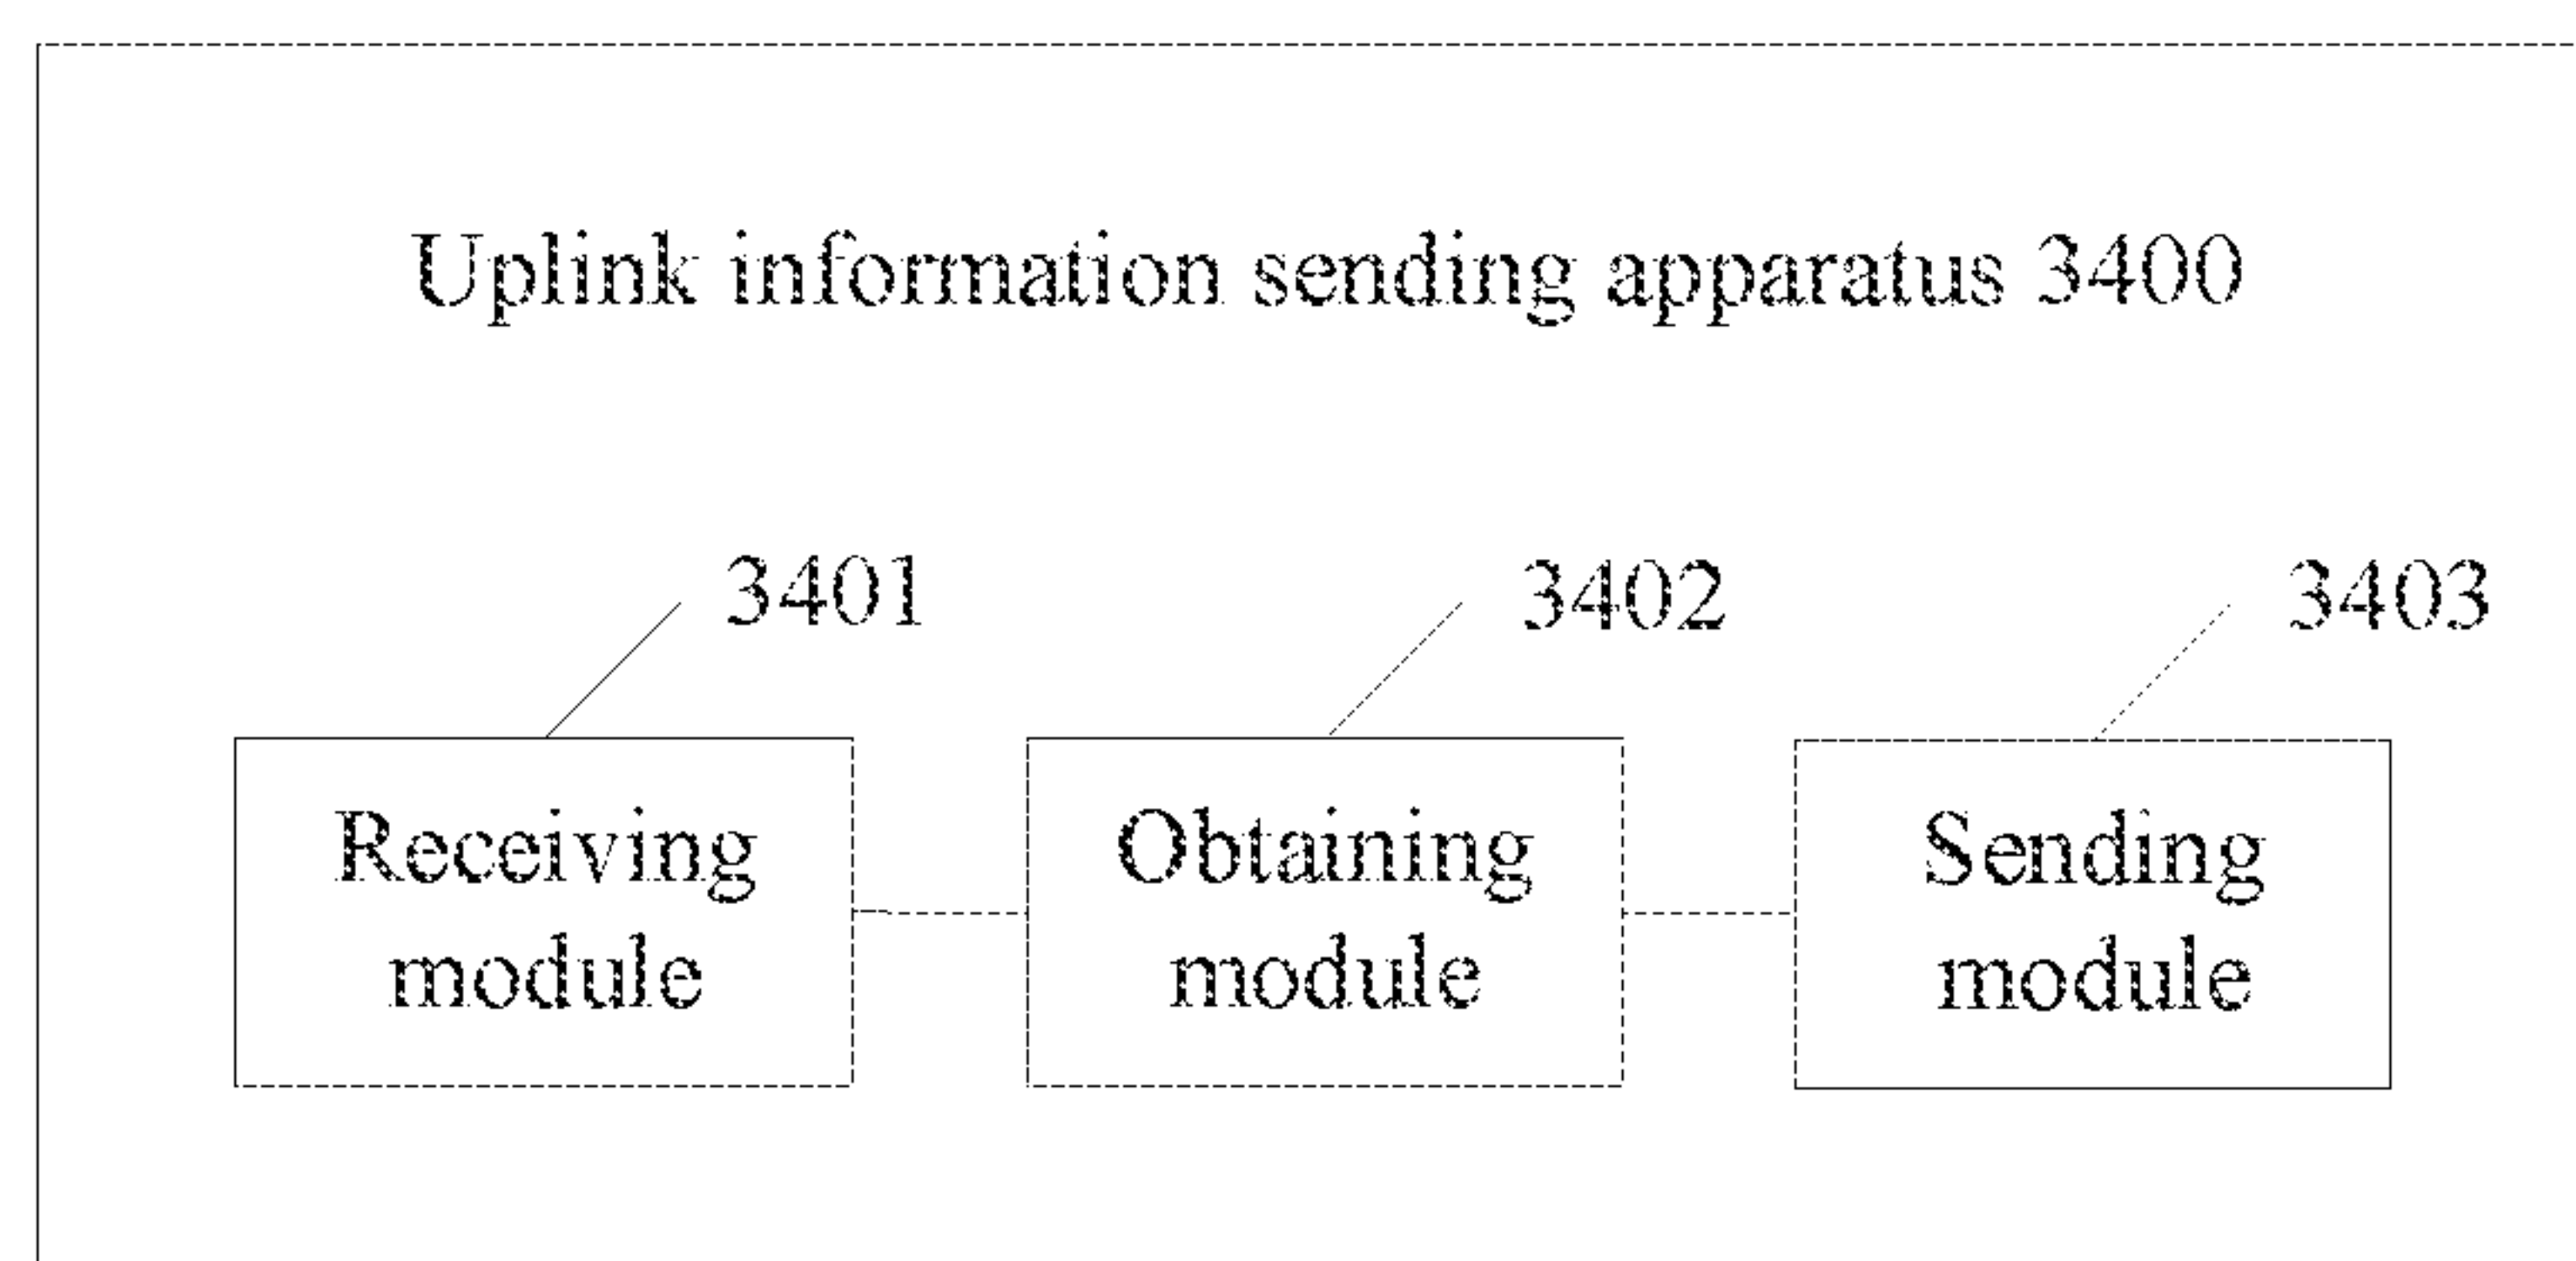 Uplink information sending apparatus 3400
3401
3402
3403
Receiving
module
Obtaining
module
Sending
module